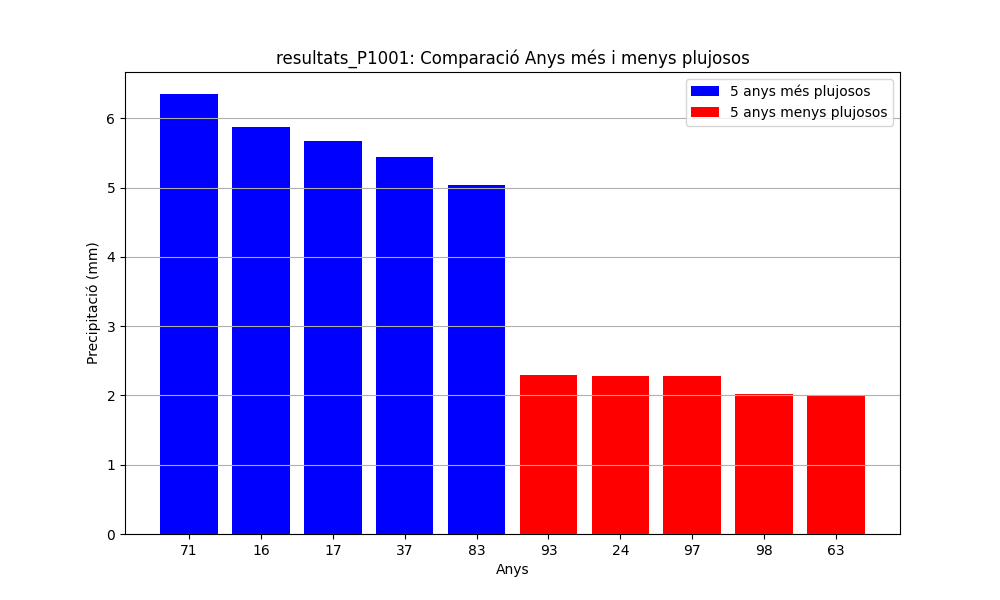 resultats_P1001: Comparació Anys més i menys plujosos
5 anys més plujosos
5 anys menys plujosos
Precipitació (mm)
6
5
4
3
2
1
0
71 16 17 37 83 93 24 97 98 63
Anys